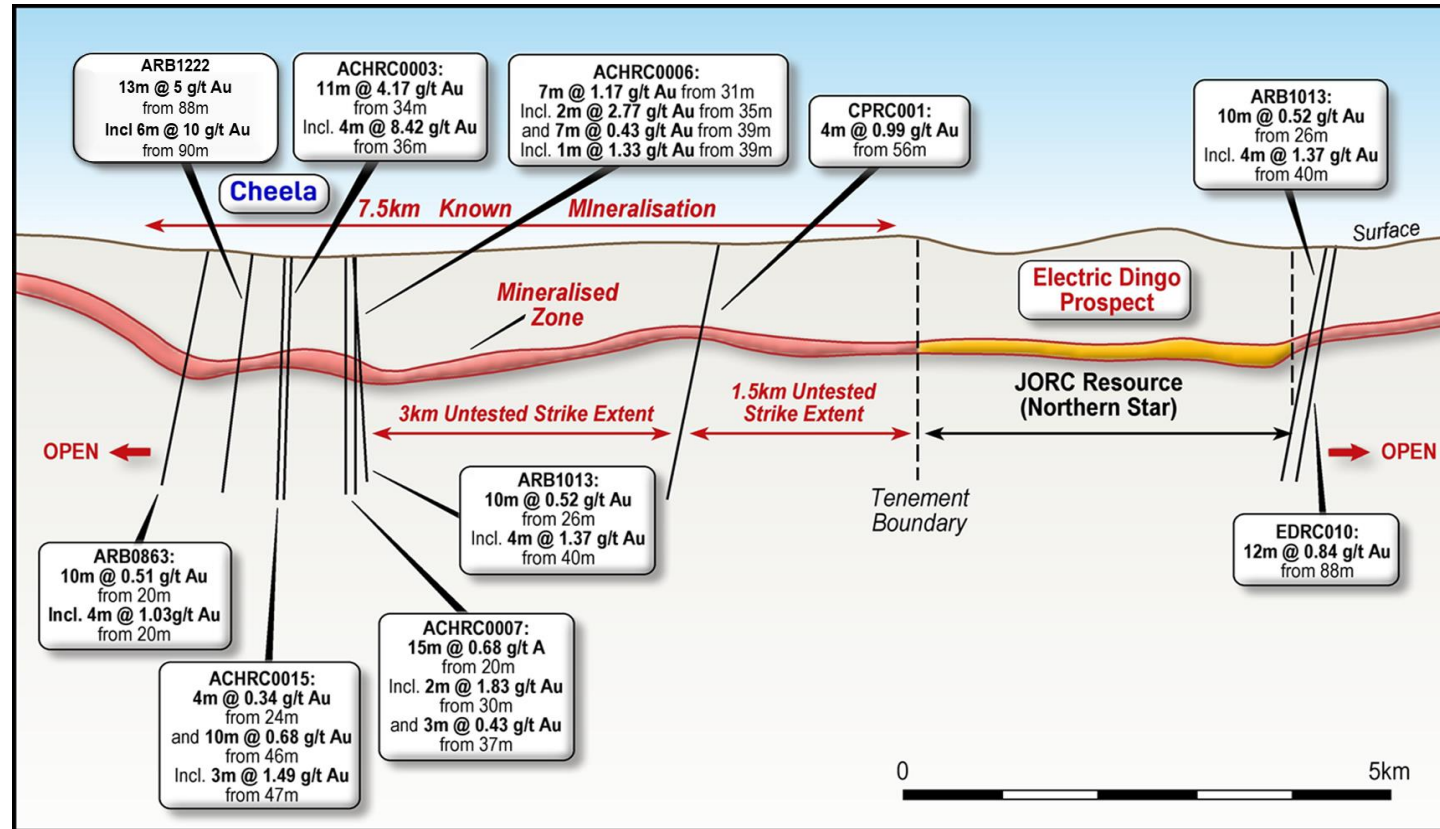 ARB1222
13m @ 5 g/t Au
from 88m
Incl 6m @ 10 g/t Au
from 90m
ACHRC0003:
11m @ 4.17 g/t Au
from 34m
Incl. 4m @ 8.42 g/t Au
from 36m
ACHRC0006:
7m @ 1.17 g/t Au from 31m
Incl. 2m @ 2.77 g/t Au from 35m
and 7m @ 0.43 g/t Au from 39m
Incl. 1m @ 1.33 g/t Au from 39m
CPRC001:
4m @ 0.99 g/t Au
from 56m
ARB1013:
10m @ 0.52 g/t Au
from 26m
Incl. 4m @ 1.37 g/t Au
from 40m
Cheela
7.5km Known MIneralisation
Surface
Electric Dingo
Prospect
Mineralised
Zone
JORC Resource
(Northern Star)
3km Untested Strike Extent
1.5km Untested
Strike Extent
OPEN
OPEN
Tenement
Boundary
ARB1013:
10m @ 0.52 g/t Au
from 26m
Incl. 4m @ 1.37 g/t Au
from 40m
EDRC010:
12m @ 0.84 g/t Au
from 88m
ARB0863:
10m @ 0.51 g/t Au
from 20m
Incl. 4m @ 1.03g/t Au
from 20m
ACHRC0007:
15m @ 0.68 g/t A
from 20m
Incl. 2m @ 1.83 g/t Au
from 30m
and 3m @ 0.43 g/t Au
from 37m
ACHRC0015:
4m @ 0.34 g/t Au
from 24m
and 10m @ 0.68 g/t Au
from 46m
Incl. 3m @ 1.49 g/t Au
from 47m
0 5km